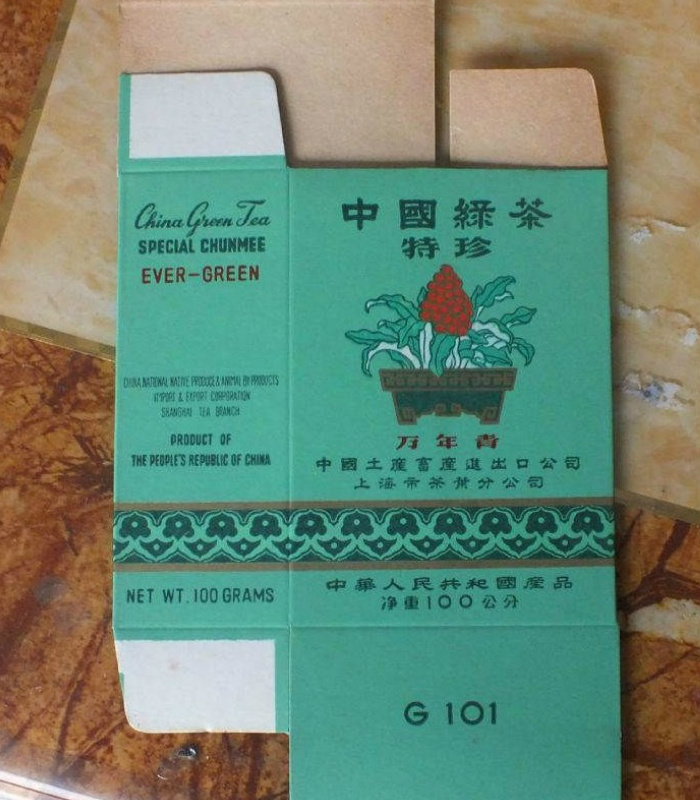 China Green Tea
SPECIAL CHUNMEE
EVER-GREEN
CHINA NATIONAL NATIVE PRODUCE & ANIMAL BY-PRODUCTS
IMPORT & EXPORT CORPORATION
SHANGHAI TEA BRANCH
PRODUCT OF
THE PEOPLE'S REPUBLIC OF CHINA
NET WT. 100 GRAMS
中國綠茶
特珍
万年青
中國土產畜產進出口公司
上海市茶葉分公司
中華人民共和國產品
净重100公分
G 101